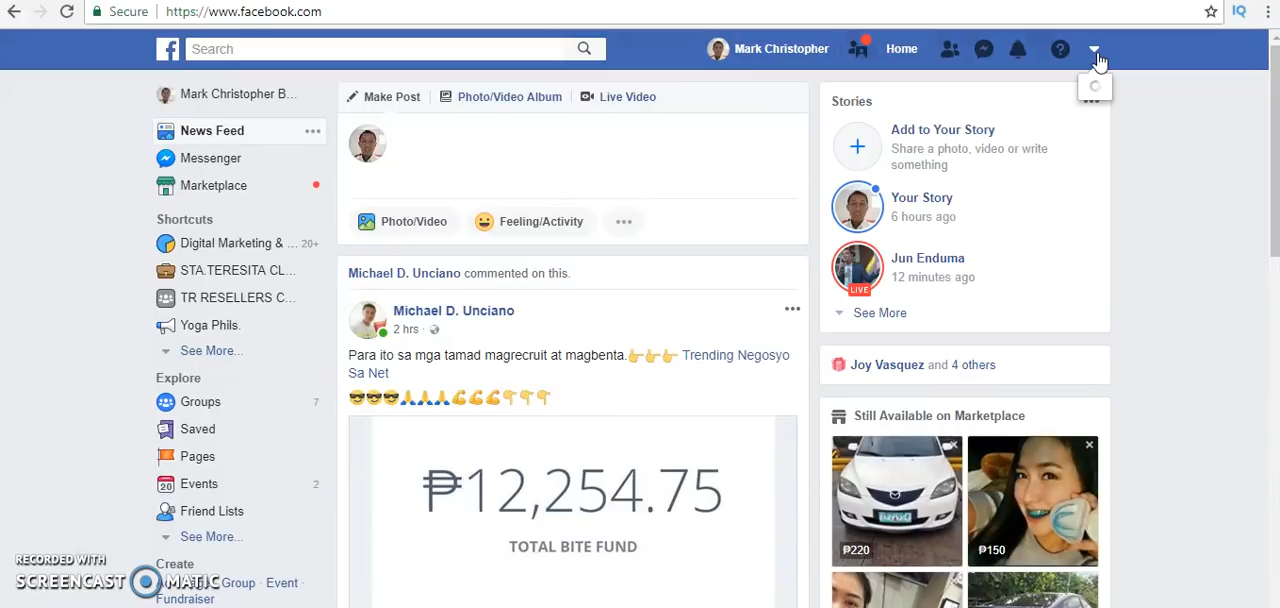 Secure | https://www.facebook.com
IQ
Search
Mark Christopher
Home
Mark Christopher B...
News Feed
Messenger
Marketplace
Shortcuts
Digital Marketing & ... 20+
STA.TERESITA CL...
TR RESELLERS C...
Yoga Phils.
See More...
Explore
Groups 7
Saved
Pages
20 Events 2
Friend Lists
See More...
Create
Group · Event ·
Fundraiser
RECORDED WITH
SCREENCAST MATIC
Make Post
Photo/Video Album
Live Video
Photo/Video
Feeling/Activity
Michael D. Unciano commented on this.
Michael D. Unciano
2 hrs ·
Para ito sa mga tamad magrecruit at magbenta.👉👉👉 Trending Negosyo
Sa Net
😎😎😎🙏🙏🙏💪💪💪👇👇👇
₱12,254.75
TOTAL BITE FUND
Stories
Add to Your Story
Share a photo, video or write
something
Your Story
6 hours ago
Jun Enduma
12 minutes ago
LIVE
See More
Joy Vasquez and 4 others
Still Available on Marketplace
₱220
₱150